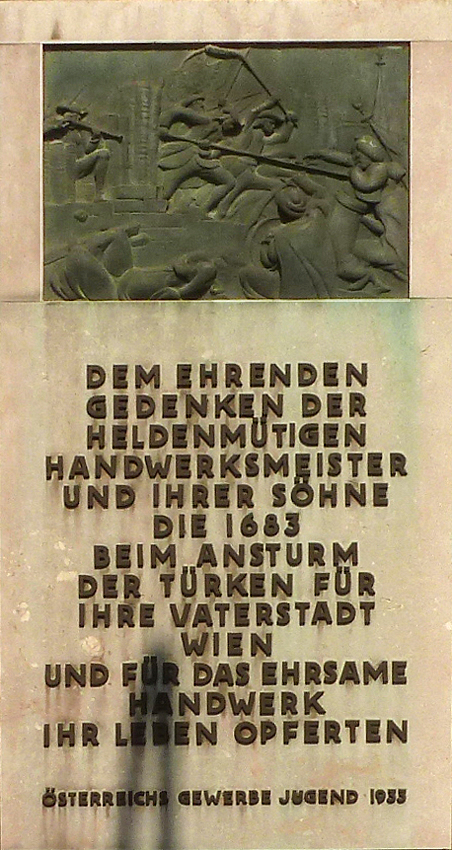 DEM EHRENDEN
GEDENKEN DER
HELDENMÜTIGEN
HANDWERKSMEISTER
UND IHRER SÖHNE
DIE 1683
BEIM ANSTURM
DER TÜRKEN FÜR
IHRE VATERSTADT
WIEN
UND FÜR DAS EHRSAME
HANDWERK
IHR LEBEN OPFERTEN
ÖSTERREICHS GEWERBE JUGEND 1933